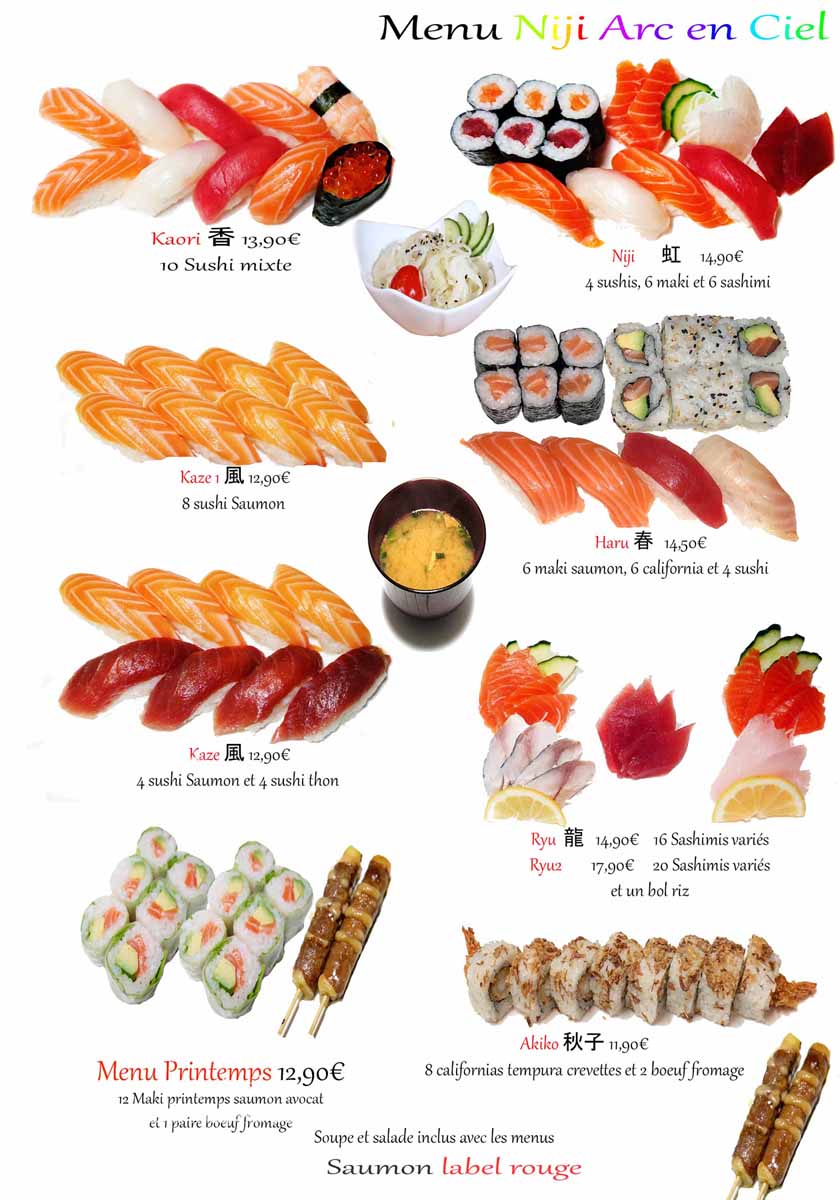 Menu Niji Arc en Ciel
Kaori 香 13,90€
10 Sushi mixte
Niji 虹 14,90€
4 sushis, 6 maki et 6 sashimi
Kaze 1 風 12,90€
8 sushi Saumon
Haru 春 14,50€
6 maki saumon, 6 california et 4 sushi
Kaze 風 12,90€
4 sushi Saumon et 4 sushi thon
Ryu 龍 14,90€ 16 Sashimis variés
Ryu2 17,90€ 20 Sashimis variés
et un bol riz
Menu Printemps 12,90€
12 Maki printemps saumon avocat
et 1 paire boeuf fromage
Akiko 秋子 11,90€
8 californias tempura crevettes et 2 boeuf fromage
Soupe et salade inclus avec les menus
Saumon label rouge